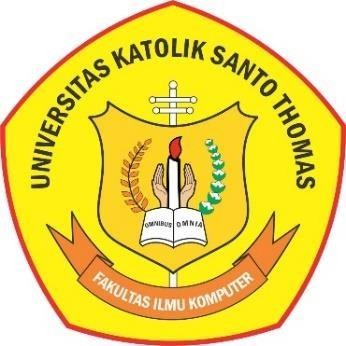 UNIVERSITAS KATOLIK SANTO THOMAS
OMNIBUS OMNIA
FAKULTAS ILMU KOMPUTER